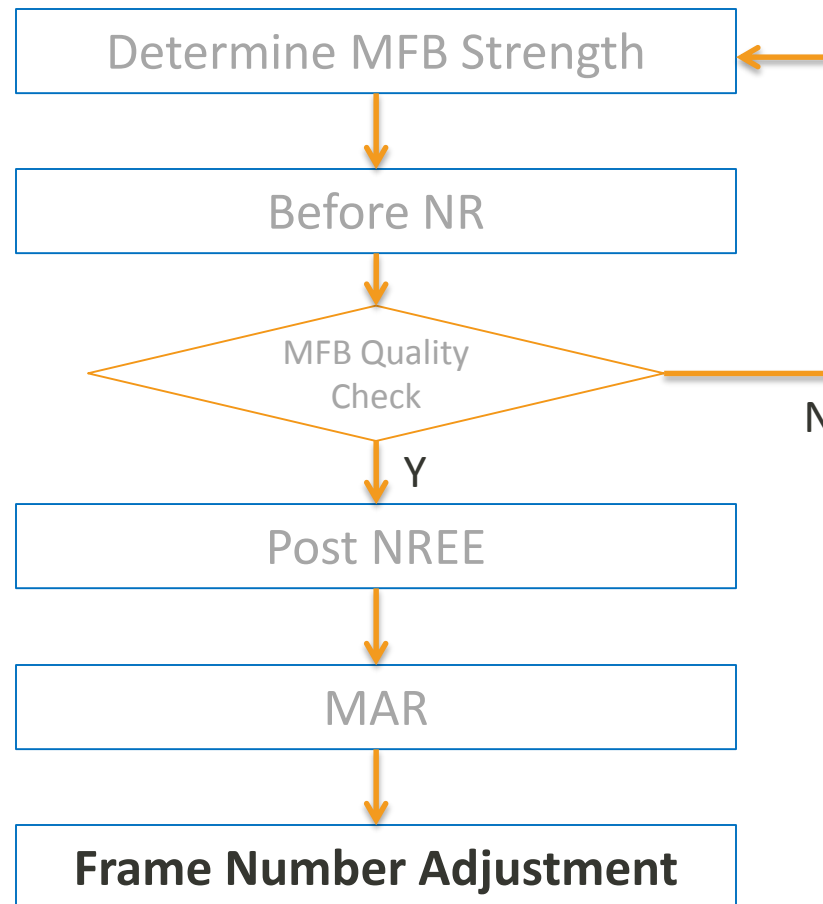 Determine MFB Strength
Before NR
MFB Quality
Check
N
Y
Post NREE
MAR
Frame Number Adjustment